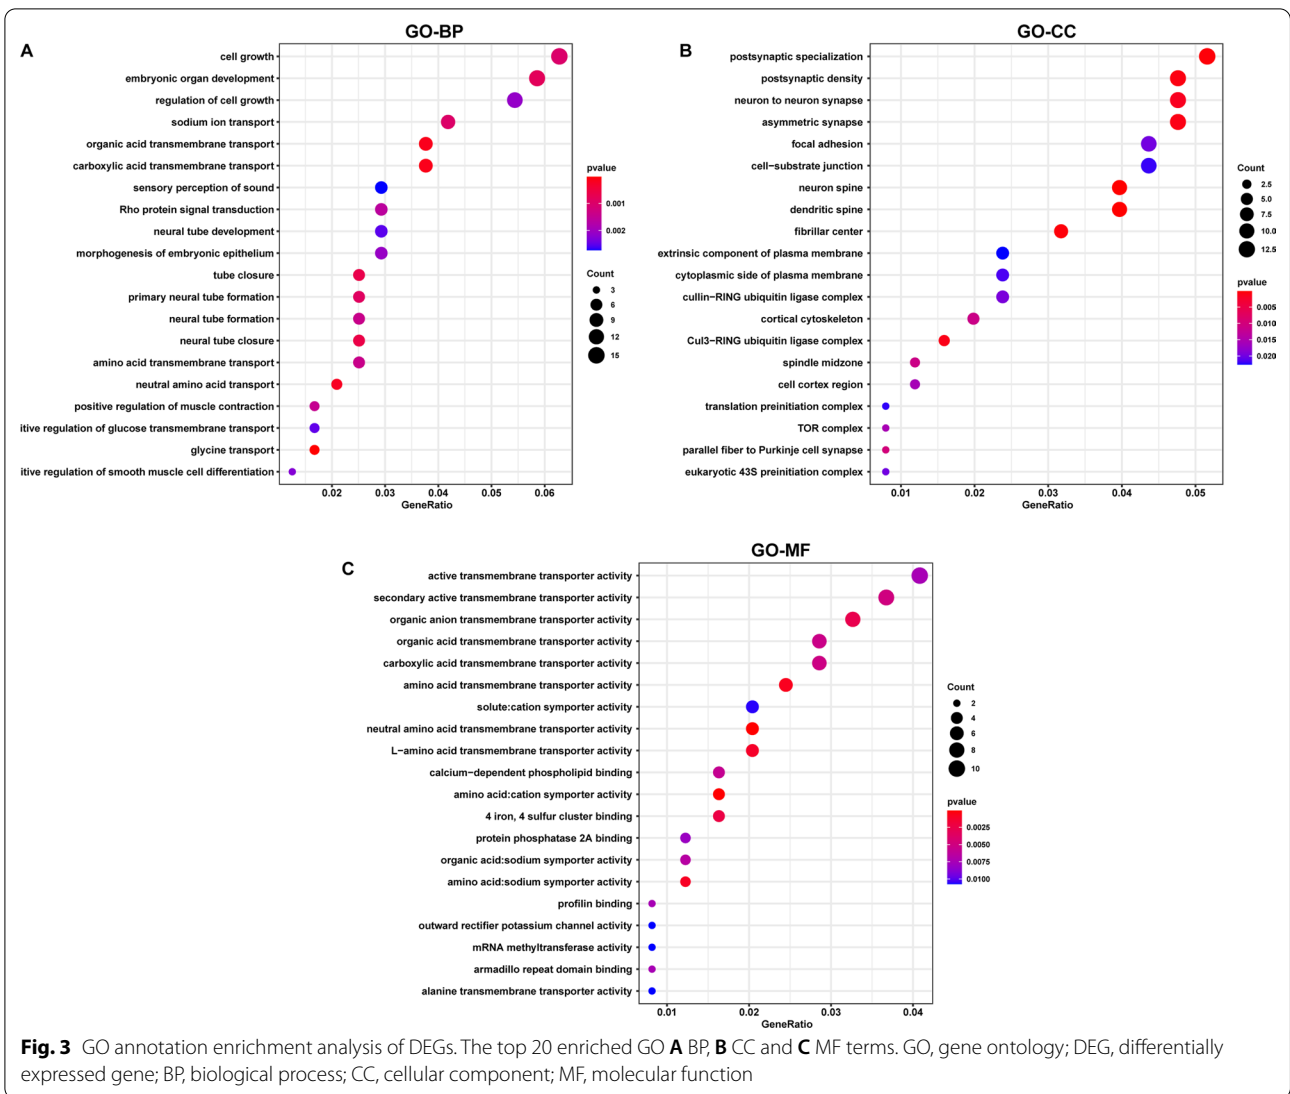 A
GO-BP
cell growth
embryonic organ development
regulation of cell growth
sodium ion transport
organic acid transmembrane transport
carboxylic acid transmembrane transport
sensory perception of sound
Rho protein signal transduction
neural tube development
morphogenesis of embryonic epithelium
tube closure
primary neural tube formation
neural tube formation
neural tube closure
amino acid transmembrane transport
neutral amino acid transport
positive regulation of muscle contraction
itive regulation of glucose transmembrane transport
glycine transport
itive regulation of smooth muscle cell differentiation
0.02 0.03 0.04 0.05 0.06
GeneRatio
pvalue
0.001
0.002
Count
3
6
9
12
15
B
GO-CC
postsynaptic specialization
postsynaptic density
neuron to neuron synapse
asymmetric synapse
focal adhesion
cell−substrate junction
neuron spine
dendritic spine
fibrillar center
extrinsic component of plasma membrane
cytoplasmic side of plasma membrane
cullin−RING ubiquitin ligase complex
cortical cytoskeleton
Cul3−RING ubiquitin ligase complex
spindle midzone
cell cortex region
translation preinitiation complex
TOR complex
parallel fiber to Purkinje cell synapse
eukaryotic 43S preinitiation complex
0.01 0.02 0.03 0.04 0.05
GeneRatio
Count
2.5
5.0
7.5
10.0
12.5
pvalue
0.005
0.010
0.015
0.020
C
GO-MF
active transmembrane transporter activity
secondary active transmembrane transporter activity
organic anion transmembrane transporter activity
organic acid transmembrane transporter activity
carboxylic acid transmembrane transporter activity
amino acid transmembrane transporter activity
solute:cation symporter activity
neutral amino acid transmembrane transporter activity
L−amino acid transmembrane transporter activity
calcium−dependent phospholipid binding
amino acid:cation symporter activity
4 iron, 4 sulfur cluster binding
protein phosphatase 2A binding
organic acid:sodium symporter activity
amino acid:sodium symporter activity
profilin binding
outward rectifier potassium channel activity
mRNA methyltransferase activity
armadillo repeat domain binding
alanine transmembrane transporter activity
0.01 0.02 0.03 0.04
GeneRatio
Count
2
4
6
8
10
pvalue
0.0025
0.0050
0.0075
0.0100
Fig. 3 GO annotation enrichment analysis of DEGs. The top 20 enriched GO A BP, B CC and C MF terms. GO, gene ontology; DEG, differentially
expressed gene; BP, biological process; CC, cellular component; MF, molecular function